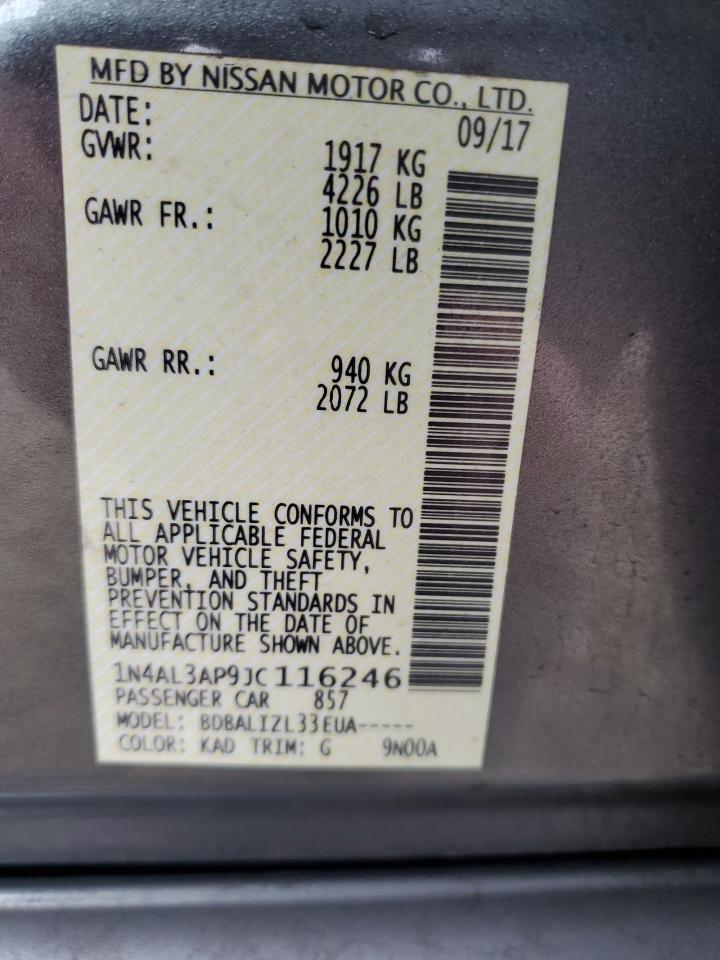 MFD BY NISSAN MOTOR CO., LTD.
DATE: 09/17
GVWR: 1917 KG
4226 LB
GAWR FR.: 1010 KG
2227 LB
GAWR RR.: 940 KG
2072 LB
THIS VEHICLE CONFORMS TO
ALL APPLICABLE FEDERAL
MOTOR VEHICLE SAFETY,
BUMPER, AND THEFT
PREVENTION STANDARDS IN
EFFECT ON THE DATE OF
MANUFACTURE SHOWN ABOVE.
1N4AL3AP9JC116246
PASSENGER CAR 857
MODEL: BDBALIZL33EUA-----
COLOR: KAD TRIM: G 9N00A